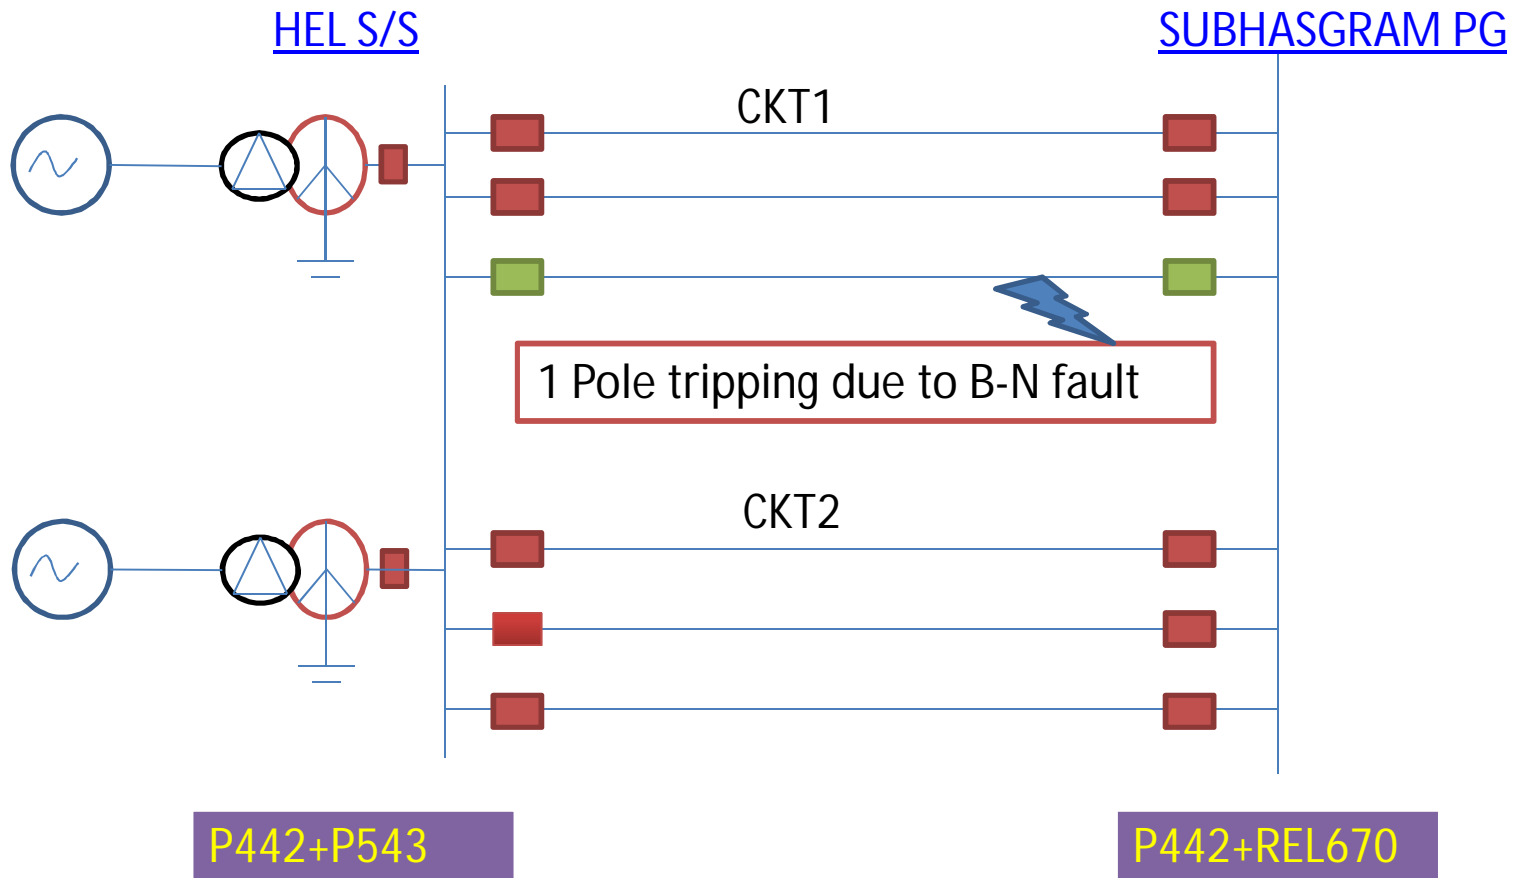 HEL S/S
SUBHASGRAM PG
CKT1
1 Pole tripping due to B-N fault
CKT2
P442+P543
P442+REL670